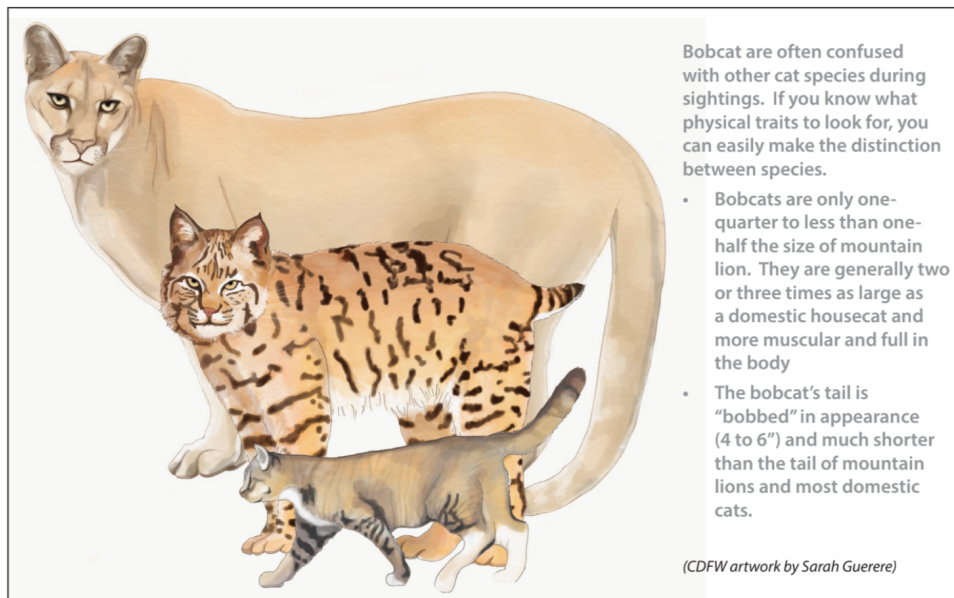 Bobcat are often confused
with other cat species during
sightings.  If you know what
physical traits to look for, you
can easily make the distinction
between species.
• Bobcats are only one-
quarter to less than one-
half the size of mountain
lion.  They are generally two
or three times as large as
a domestic housecat and
more muscular and full in
the body
• The bobcat’s tail is
“bobbed” in appearance
(4 to 6”) and much shorter
than the tail of mountain
lions and most domestic
cats.
(CDFW artwork by Sarah Guerere)